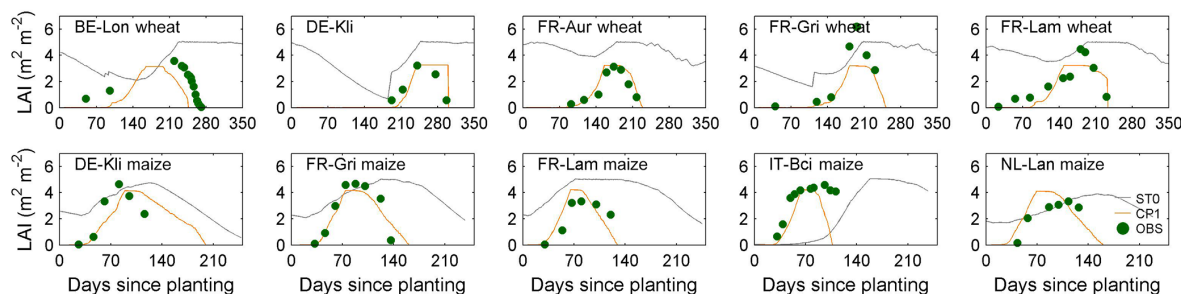 BE-Lon wheat
DE-Kli
FR-Aur wheat
FR-Gri wheat
FR-Lam wheat
LAI (m² m⁻²)
6
4
2
0
0 70 140 210 280 350
0 70 140 210 280 350
0 70 140 210 280 350
0 70 140 210 280 350
0 70 140 210 280 350
DE-Kli maize
FR-Gri maize
FR-Lam maize
IT-Bci maize
NL-Lan maize
LAI (m² m⁻²)
6
4
2
0
ST0
CP1
OBS
0 70 140 210
0 70 140 210
0 70 140 210
0 70 140 210
0 70 140 210
Days since planting
Days since planting
Days since planting
Days since planting
Days since planting